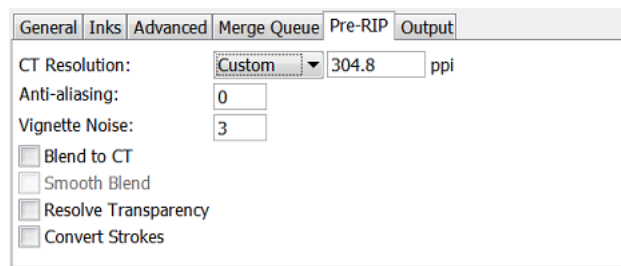 General Inks Advanced Merge Queue Pre-RIP Output
CT Resolution: Custom 304.8 ppi
Anti-aliasing: 0
Vignette Noise: 3
Blend to CT
Smooth Blend
Resolve Transparency
Convert Strokes